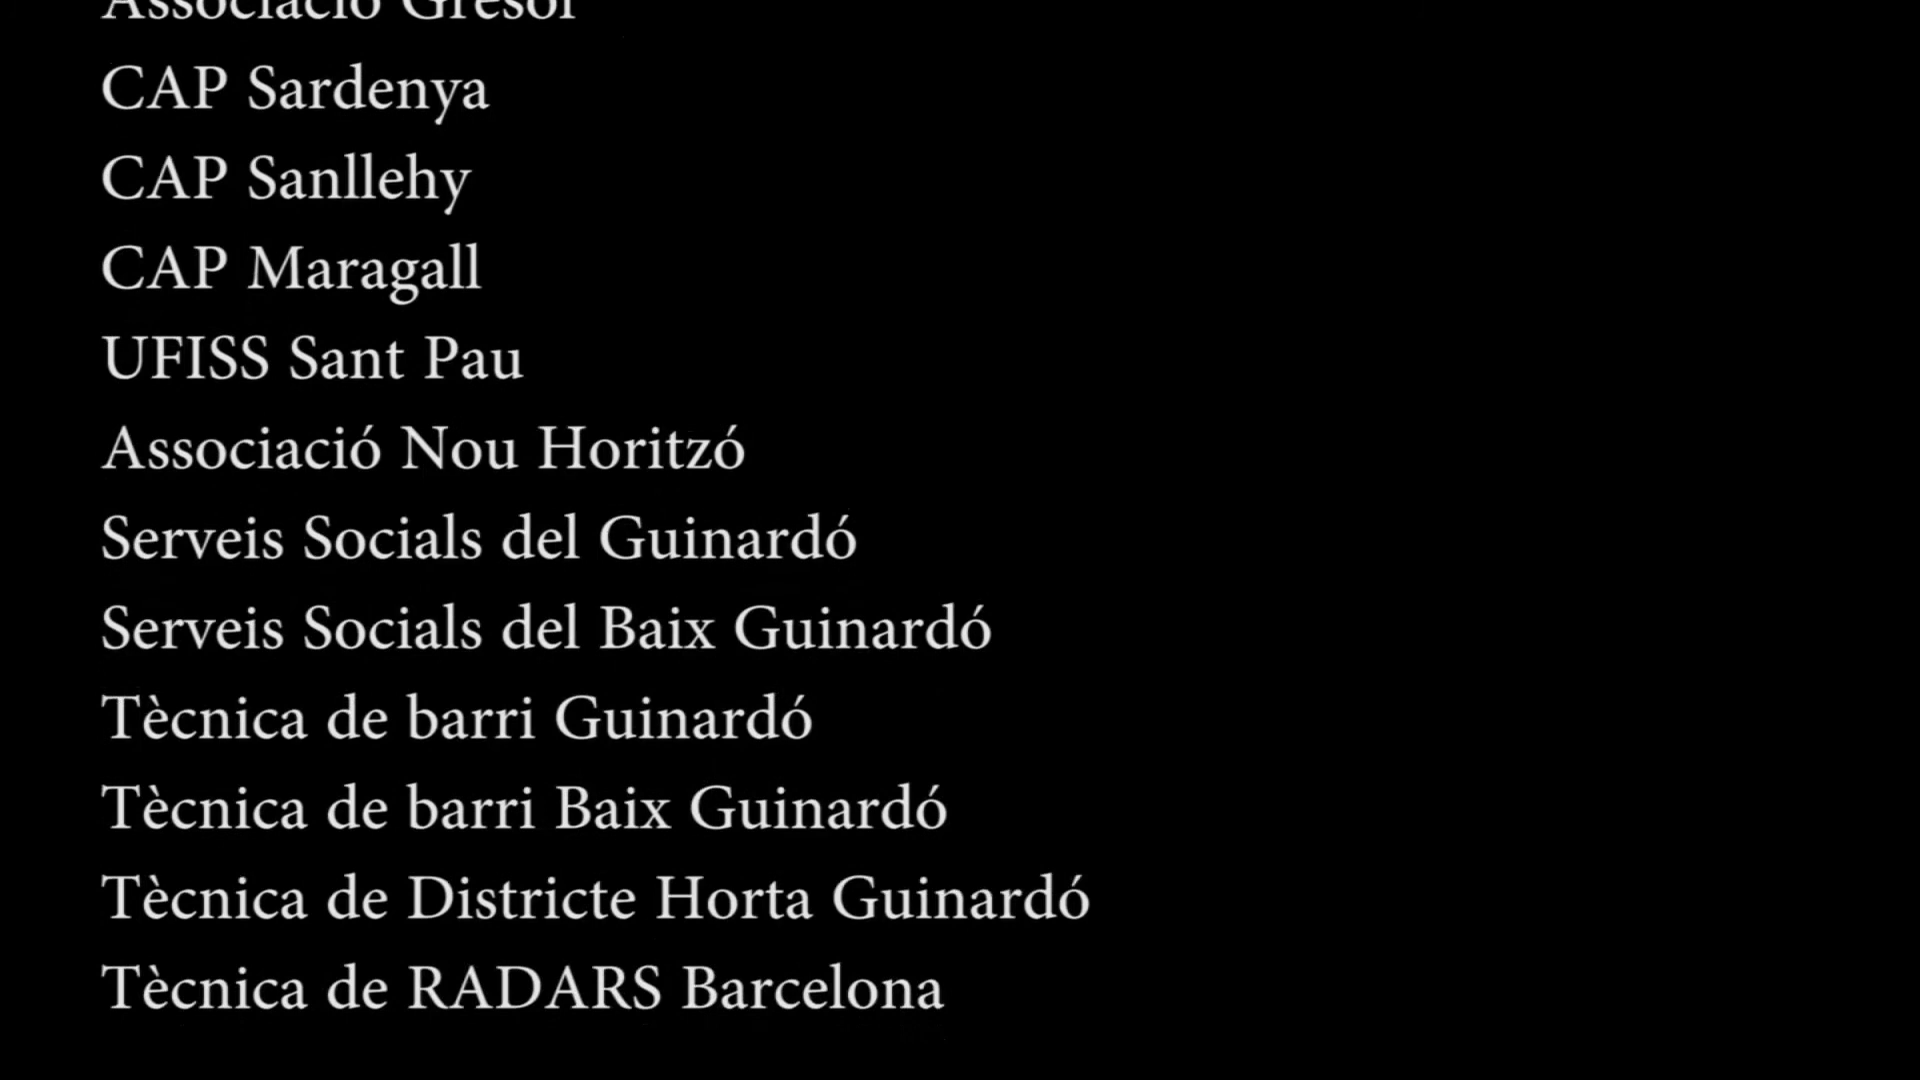 Associació Gresol
CAP Sardenya
CAP Sanllehy
CAP Maragall
UFISS Sant Pau
Associació Nou Horitzó
Serveis Socials del Guinardó
Serveis Socials del Baix Guinardó
Tècnica de barri Guinardó
Tècnica de barri Baix Guinardó
Tècnica de Districte Horta Guinardó
Tècnica de RADARS Barcelona